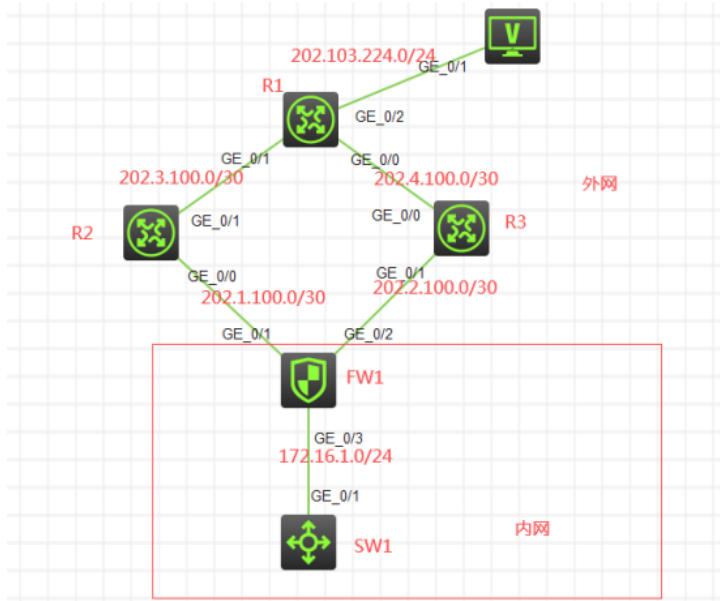 V
202.103.224.0/24
GE_0/1
R1
GE_0/2
GE_0/1
GE_0/0
202.3.100.0/30
202.4.100.0/30
外网
GE_0/0
R2
GE_0/1
R3
GE_0/0
GE_0/1
202.1.100.0/30
202.2.100.0/30
GE_0/1
GE_0/2
FW1
GE_0/3
172.16.1.0/24
GE_0/1
SW1
内网